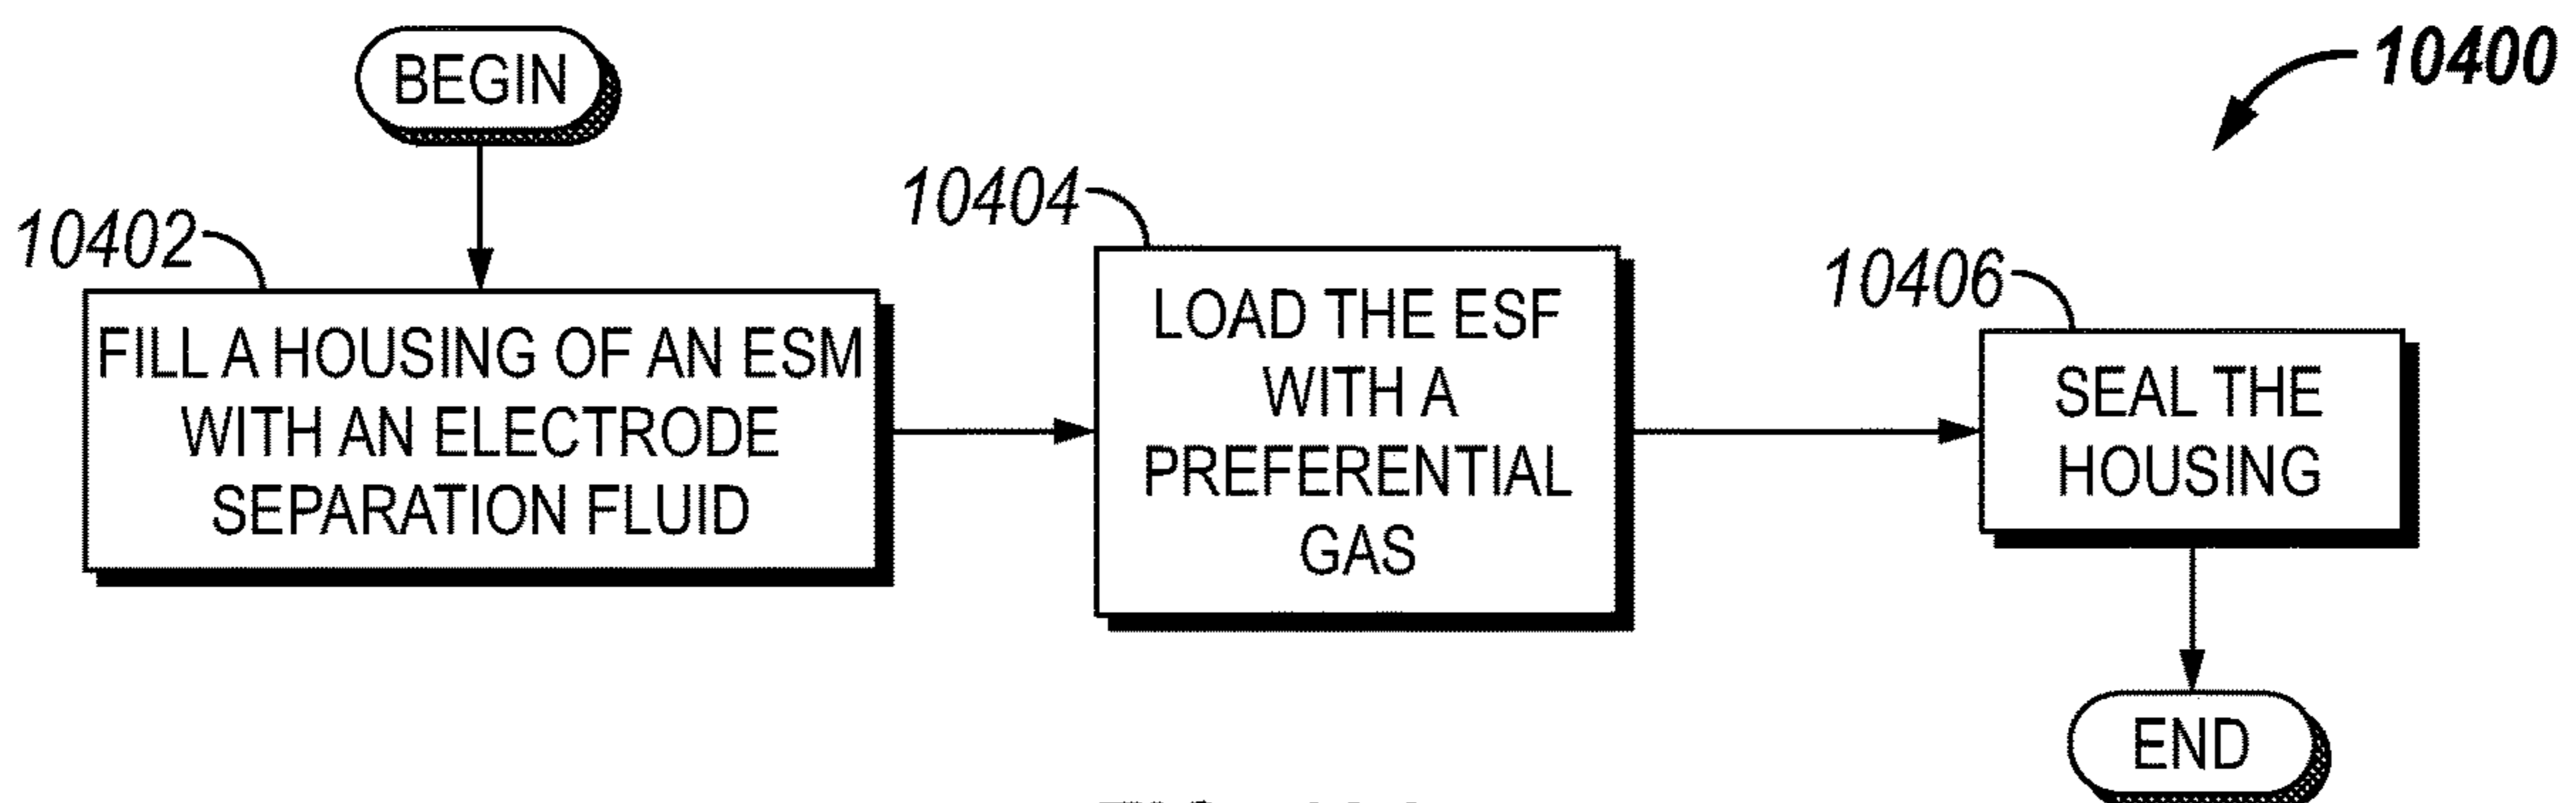 BEGIN
10400
10402
FILL A HOUSING OF AN ESM
WITH AN ELECTRODE
SEPARATION FLUID
10404
LOAD THE ESF
WITH A
PREFERENTIAL
GAS
10406
SEAL THE
HOUSING
END